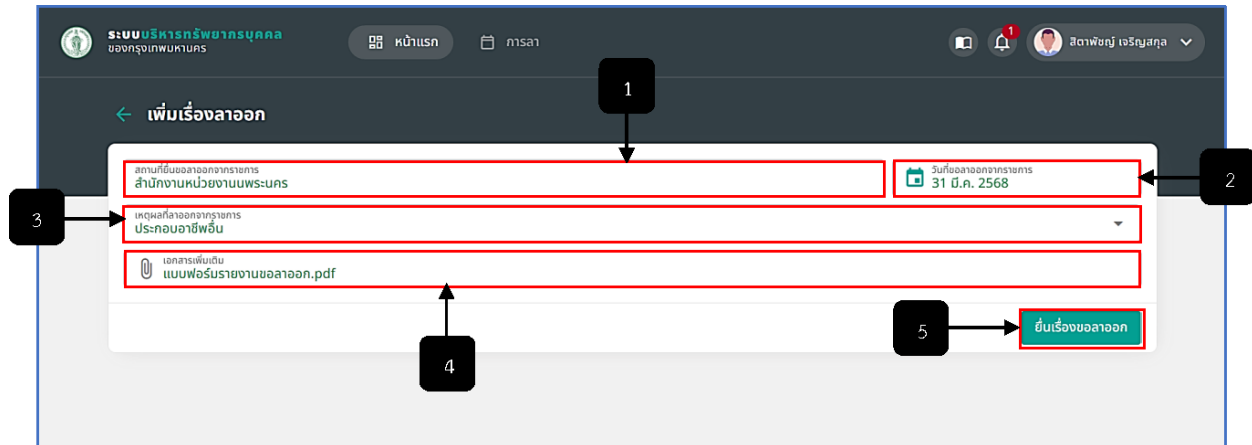 ระบบบริหารทรัพยากรบุคคล
ของกรุงเทพมหานคร
หน้าแรก
การลา
1
สิตาพัชญ์ เจริญสกุล
เพิ่มเรื่องลาออก
1
สถานที่ยื่นขอลาออกจากราชการ
สำนักงานหน่วยงานนพระนคร
วันที่ขอลาออกจากราชการ
31 มี.ค. 2568
2
3
เหตุผลที่ลาออกจากราชการ
ประกอบอาชีพอื่น
เอกสารเพิ่มเติม
แบบฟอร์มรายงานขอลาออก.pdf
4
5
ยื่นเรื่องขอลาออก